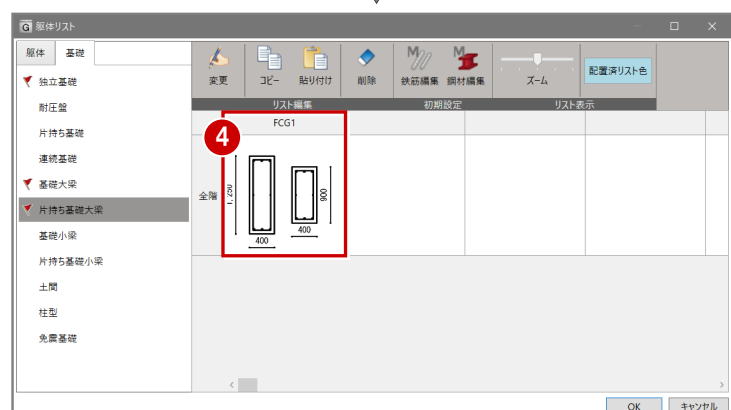 G 躯体リスト
躯体 基礎
独立基礎
耐圧盤
片持ち基礎
連続基礎
基礎大梁
片持ち基礎大梁
基礎小梁
片持ち基礎小梁
土間
柱型
免震基礎
変更 コピー 貼り付け 削除 鉄筋編集 鋼材編集 ズーム 配置済リスト色
リスト編集 初期設定 リスト表示
4
FCG1
全階
1,250
400
900
400
OK キャンセル